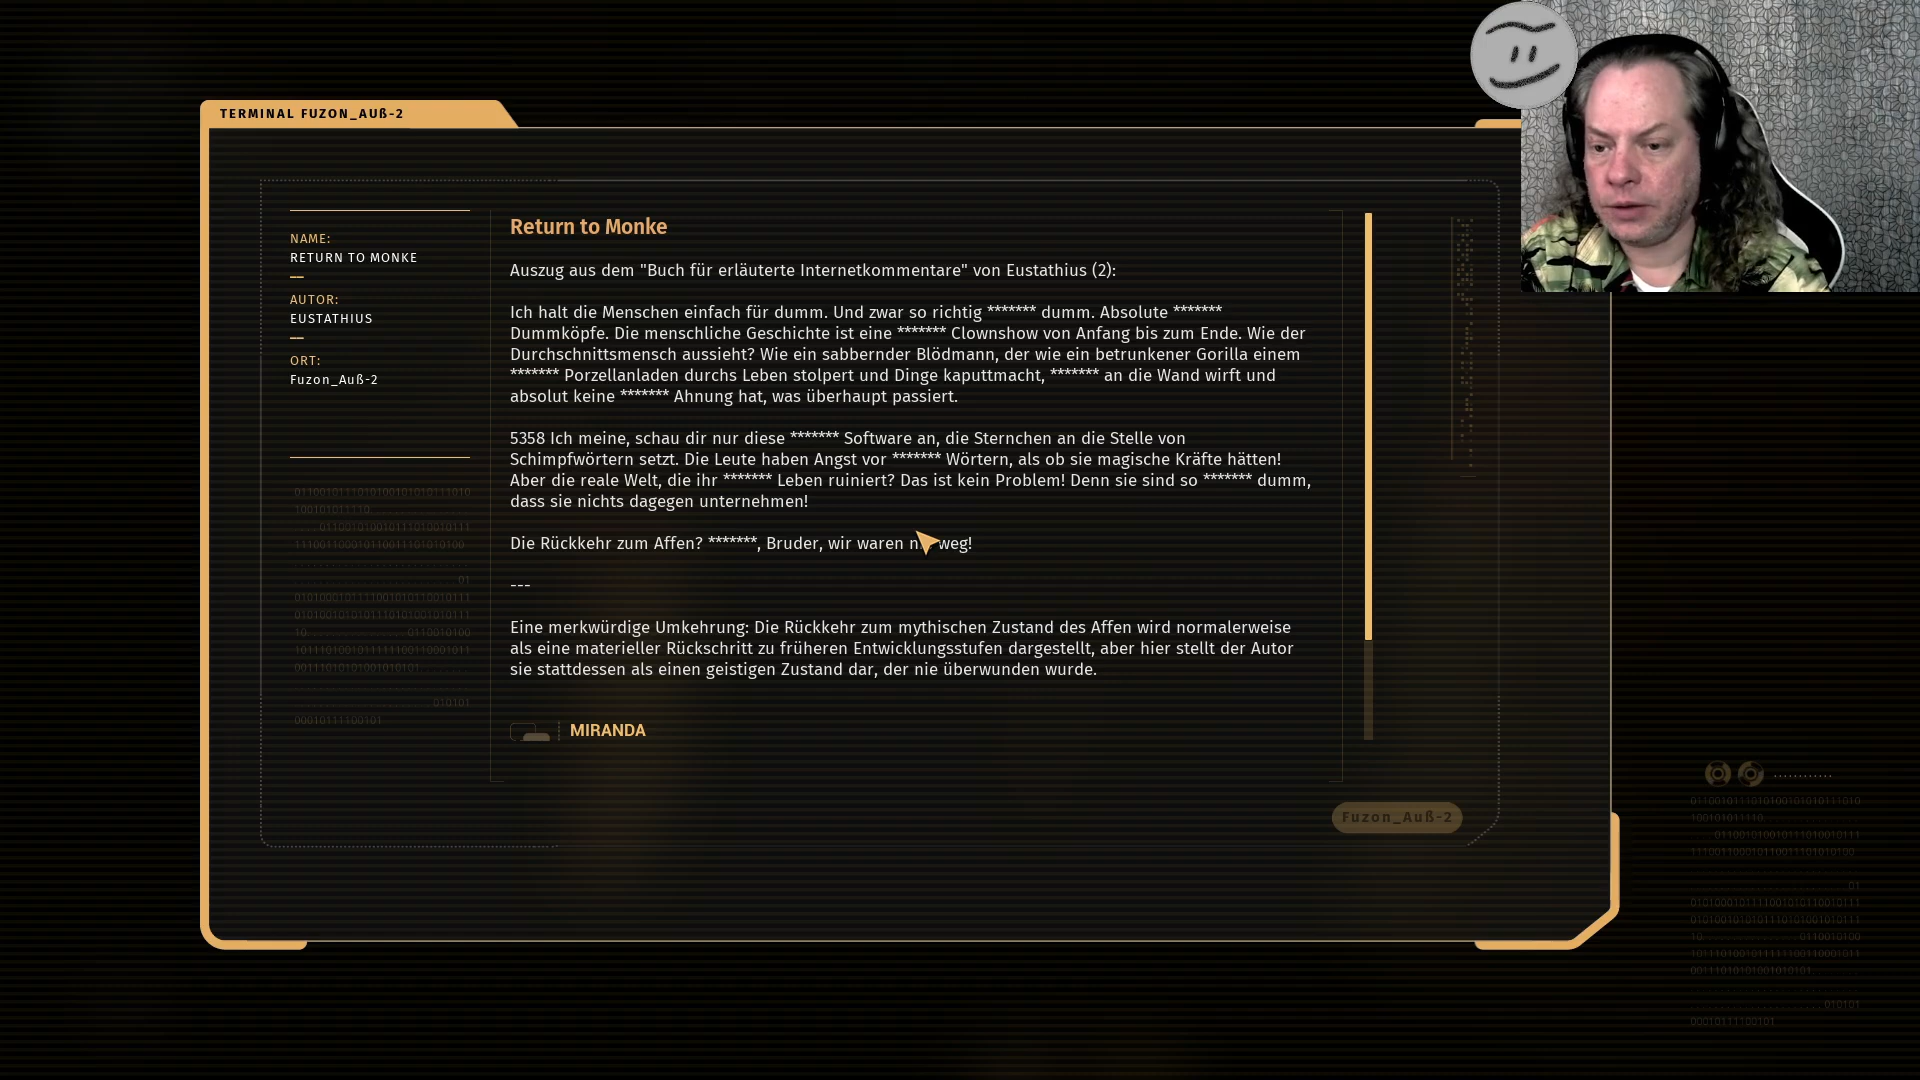 TERMINAL FUZON_AUß-2
NAME:
RETURN TO MONKE
AUTOR:
EUSTATHIUS
ORT:
Fuzon_Auß-2
Return to Monke
Auszug aus dem "Buch für erläuterte Internetkommentare" von Eustathius (2):
Ich halt die Menschen einfach für dumm. Und zwar so richtig ******* dumm. Absolute *******
Dummköpfe. Die menschliche Geschichte ist eine ******* Clownshow von Anfang bis zum Ende. Wie der
Durchschnittsmensch aussieht? Wie ein sabbernder Blödmann, der wie ein betrunkener Gorilla einem
******* Porzellanladen durchs Leben stolpert und Dinge kaputtmacht, ******* an die Wand wirft und
absolut keine ******* Ahnung hat, was überhaupt passiert.
5358 Ich meine, schau dir nur diese ******* Software an, die Sternchen an die Stelle von
Schimpfwörtern setzt. Die Leute haben Angst vor ******* Wörtern, als ob sie magische Kräfte hätten!
Aber die reale Welt, die ihr ******* Leben ruiniert? Das ist kein Problem! Denn sie sind so ******* dumm,
dass sie nichts dagegen unternehmen!
Die Rückkehr zum Affen? *******, Bruder, wir waren weg!
---
Eine merkwürdige Umkehrung: Die Rückkehr zum mythischen Zustand des Affen wird normalerweise
als eine materieller Rückschritt zu früheren Entwicklungsstufen dargestellt, aber hier stellt der Autor
sie stattdessen als einen geistigen Zustand dar, der nie überwunden wurde.
MIRANDA
Fuzon_Auß-2